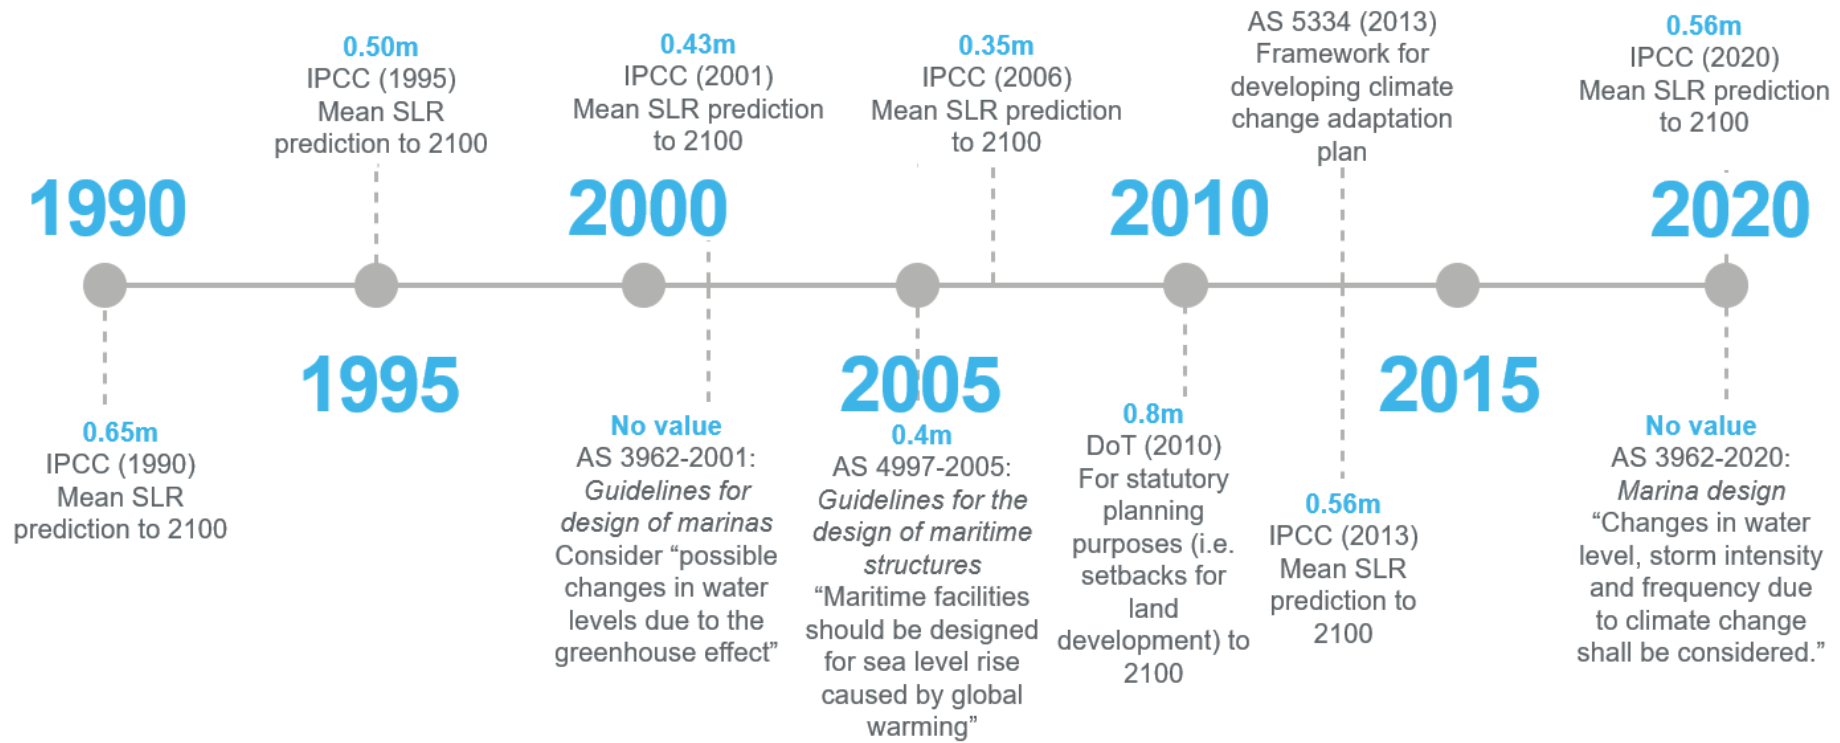 0.50m
IPCC (1995)
Mean SLR
prediction to 2100
0.43m
IPCC (2001)
Mean SLR prediction
to 2100
0.35m
IPCC (2006)
Mean SLR prediction
to 2100
AS 5334 (2013)
Framework for
developing climate
change adaptation
plan
0.56m
IPCC (2020)
Mean SLR prediction
to 2100
1990
2000
2010
2020
1995
2005
2015
0.65m
IPCC (1990)
Mean SLR
prediction to 2100
No value
AS 3962-2001:
Guidelines for
design of marinas
Consider “possible
changes in water
levels due to the
greenhouse effect”
0.4m
AS 4997-2005:
Guidelines for the
design of maritime
structures
“Maritime facilities
should be designed
for sea level rise
caused by global
warming”
0.8m
DoT (2010)
For statutory
planning
purposes (i.e.
setbacks for
land
development) to
2100
0.56m
IPCC (2013)
Mean SLR
prediction to
2100
No value
AS 3962-2020:
Marina design
“Changes in water
level, storm intensity
and frequency due
to climate change
shall be considered.”